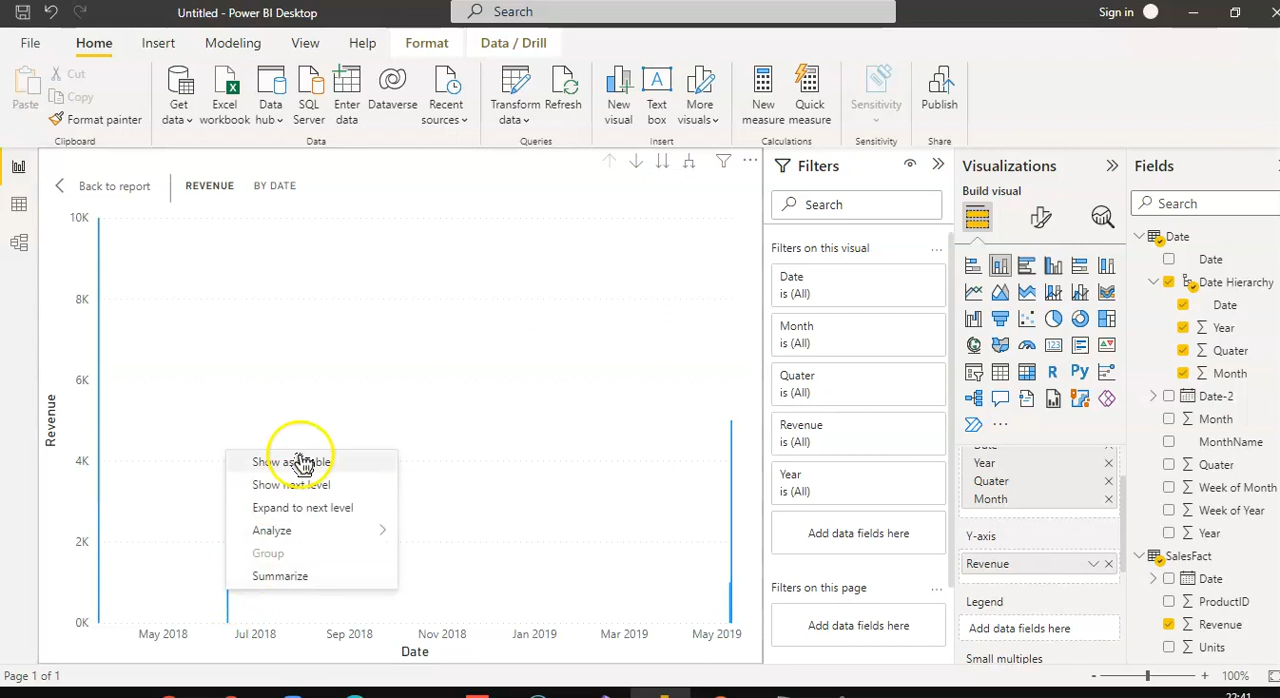 Untitled - Power BI Desktop
Search
Sign in
File
Home
Insert
Modeling
View
Help
Format
Data / Drill
Paste
Cut
Copy
Format painter
Clipboard
Get data
Excel workbook
Data hub
SQL Server
Enter data
Dataverse
Recent sources
Data
Transform data
Refresh
Queries
New visual
Text box
More visuals
Insert
New measure
Quick measure
Calculations
Sensitivity
Sensitivity
Publish
Share
Back to report
REVENUE
BY DATE
10K
8K
6K
4K
2K
0K
Revenue
Show as
Show next level
Expand to next level
Analyze
Group
Summarize
May 2018
Jul 2018
Sep 2018
Nov 2018
Jan 2019
Mar 2019
May 2019
Date
Filters
Search
Filters on this visual
Date
is (All)
Month
is (All)
Quater
is (All)
Revenue
is (All)
Year
is (All)
Add data fields here
Filters on this page
Add data fields here
Visualizations
Build visual
123
R
Py
Year
Quater
Month
Y-axis
Revenue
Legend
Add data fields here
Small multiples
Fields
Search
Date
Date
Date Hierarchy
Date
Year
Quater
Month
Date-2
Month
MonthName
Quater
Week of Month
Week of Year
Year
SalesFact
Date
ProductID
Revenue
Units
Page 1 of 1
100%
22:41